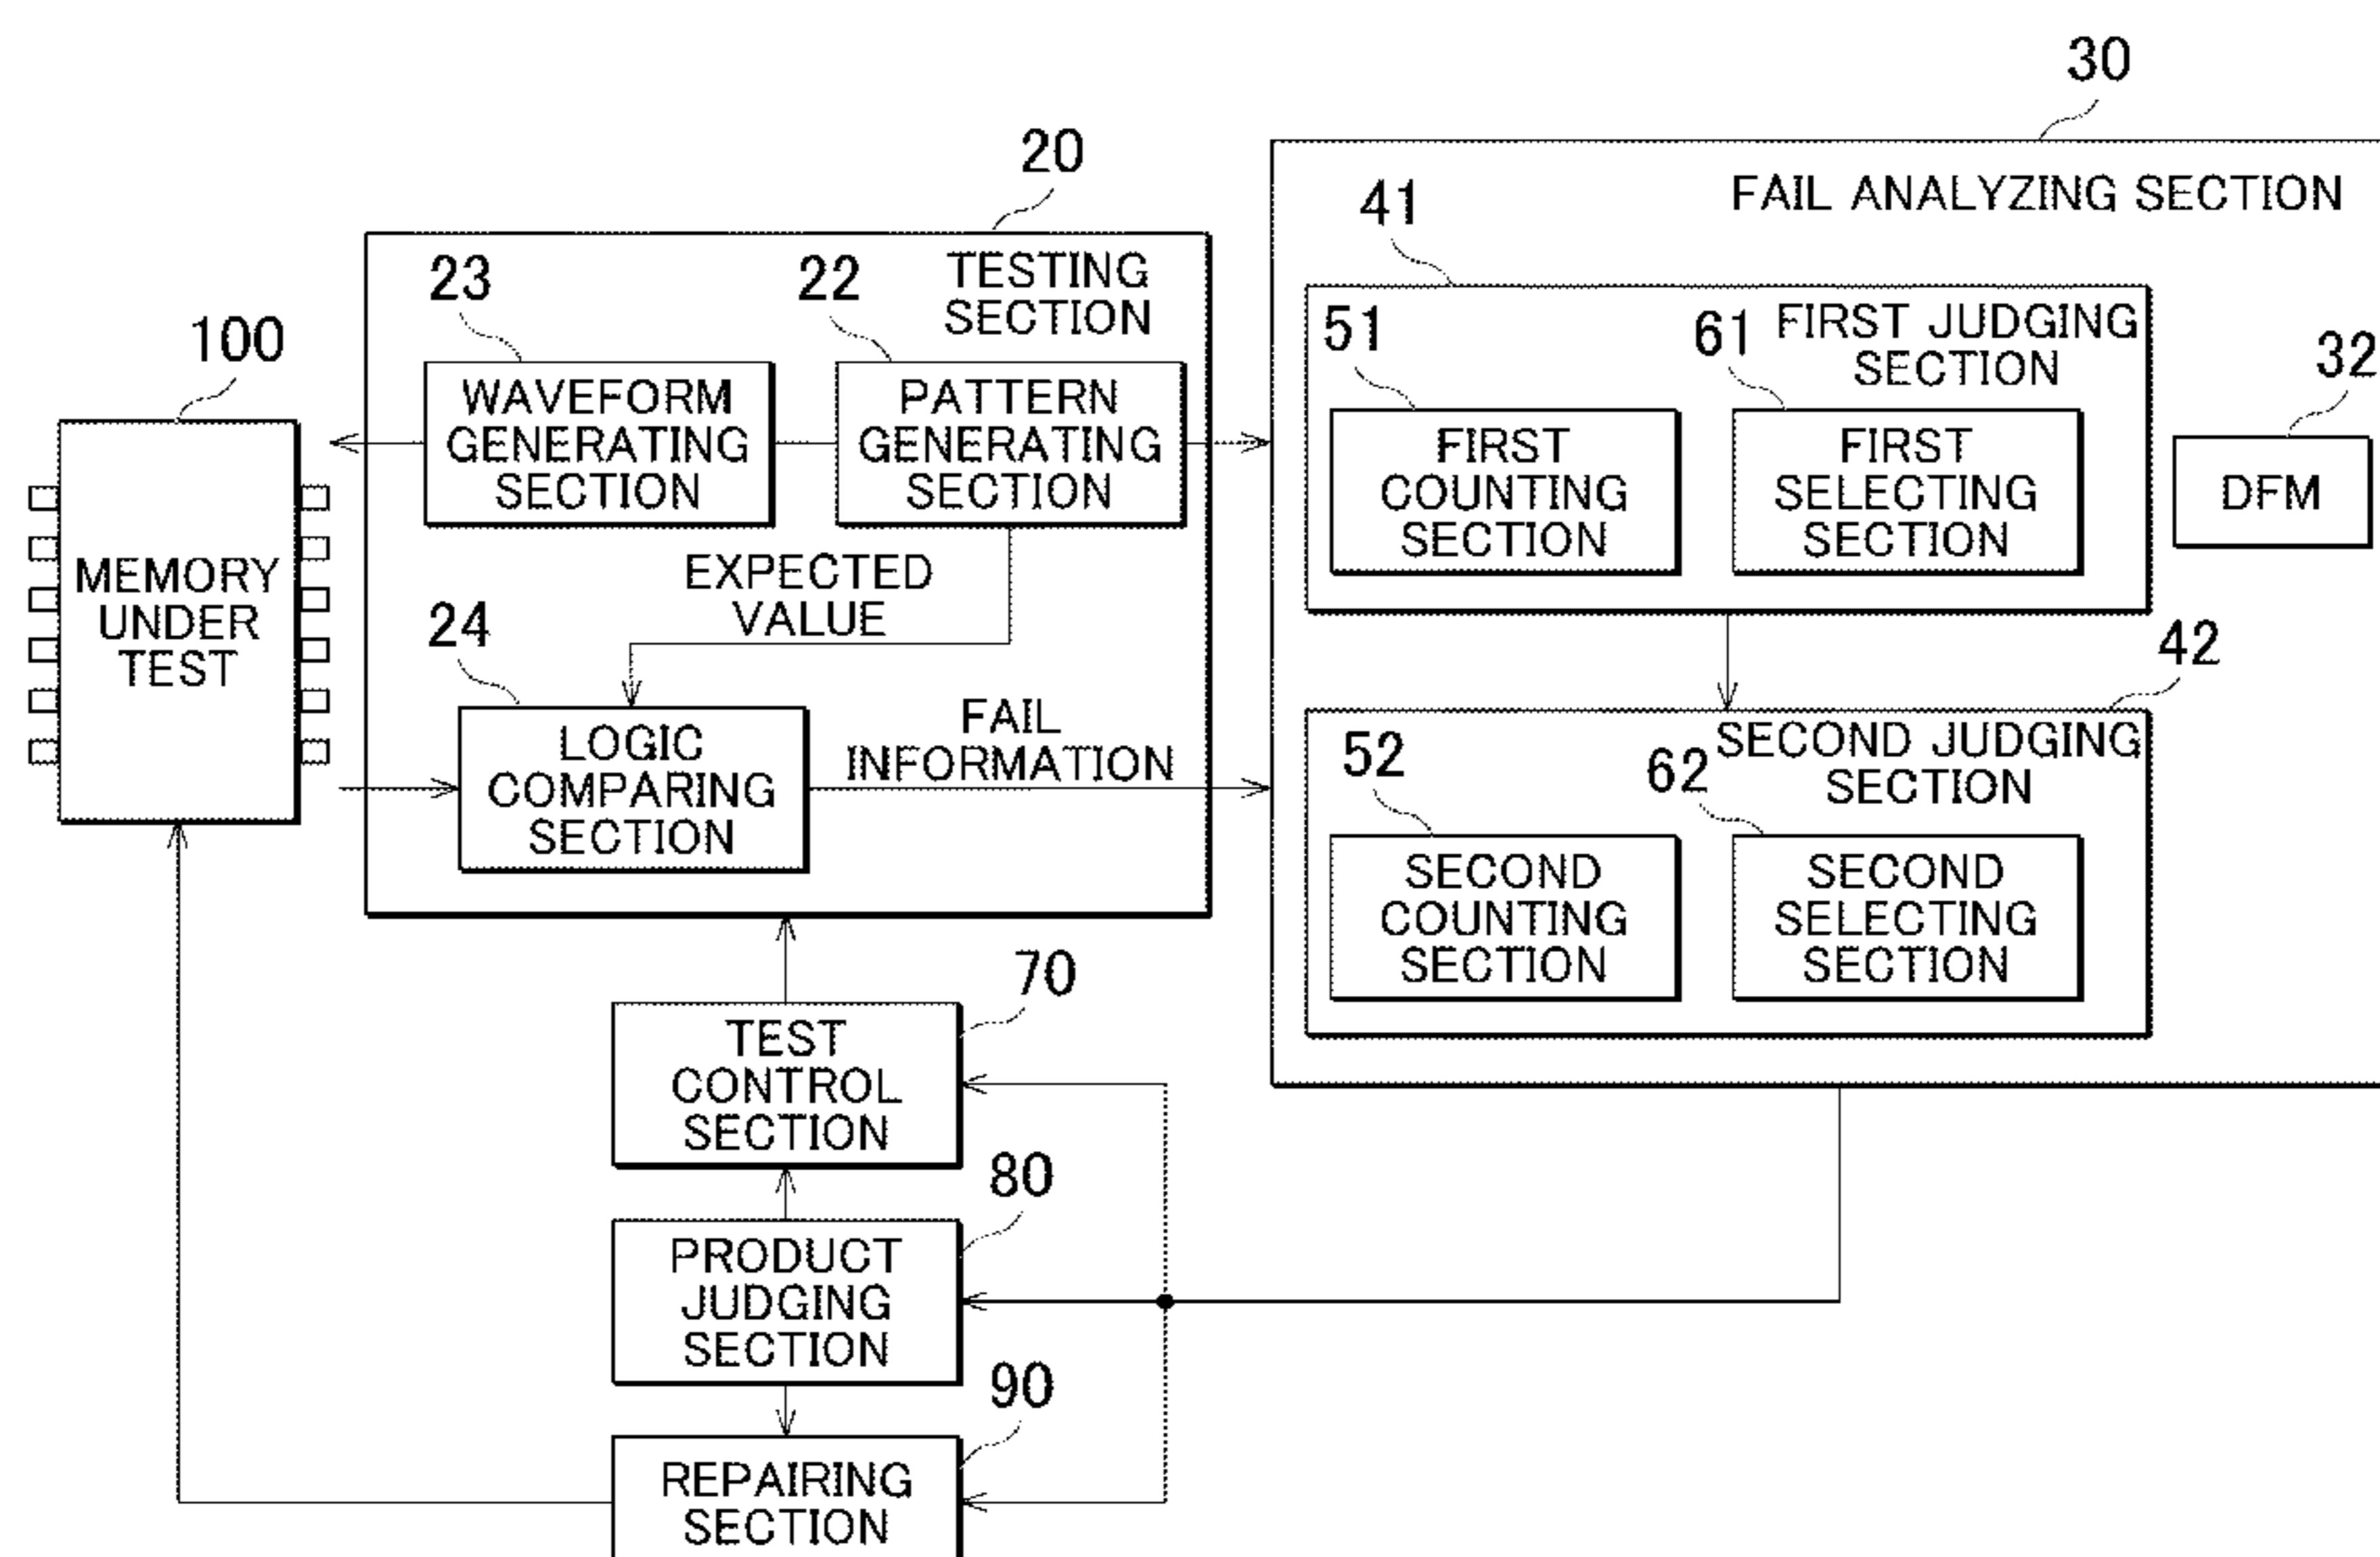 30
FAIL ANALYZING SECTION
20
TESTING
SECTION
23
22
100
WAVEFORM
GENERATING
SECTION
PATTERN
GENERATING
SECTION
MEMORY
UNDER
TEST
EXPECTED
VALUE
24
LOGIC
COMPARING
SECTION
FAIL
INFORMATION
41
FIRST JUDGING
SECTION
51
61
FIRST
COUNTING
SECTION
FIRST
SELECTING
SECTION
32
DFM
42
SECOND JUDGING
SECTION
52
62
SECOND
COUNTING
SECTION
SECOND
SELECTING
SECTION
70
TEST
CONTROL
SECTION
80
PRODUCT
JUDGING
SECTION
90
REPAIRING
SECTION